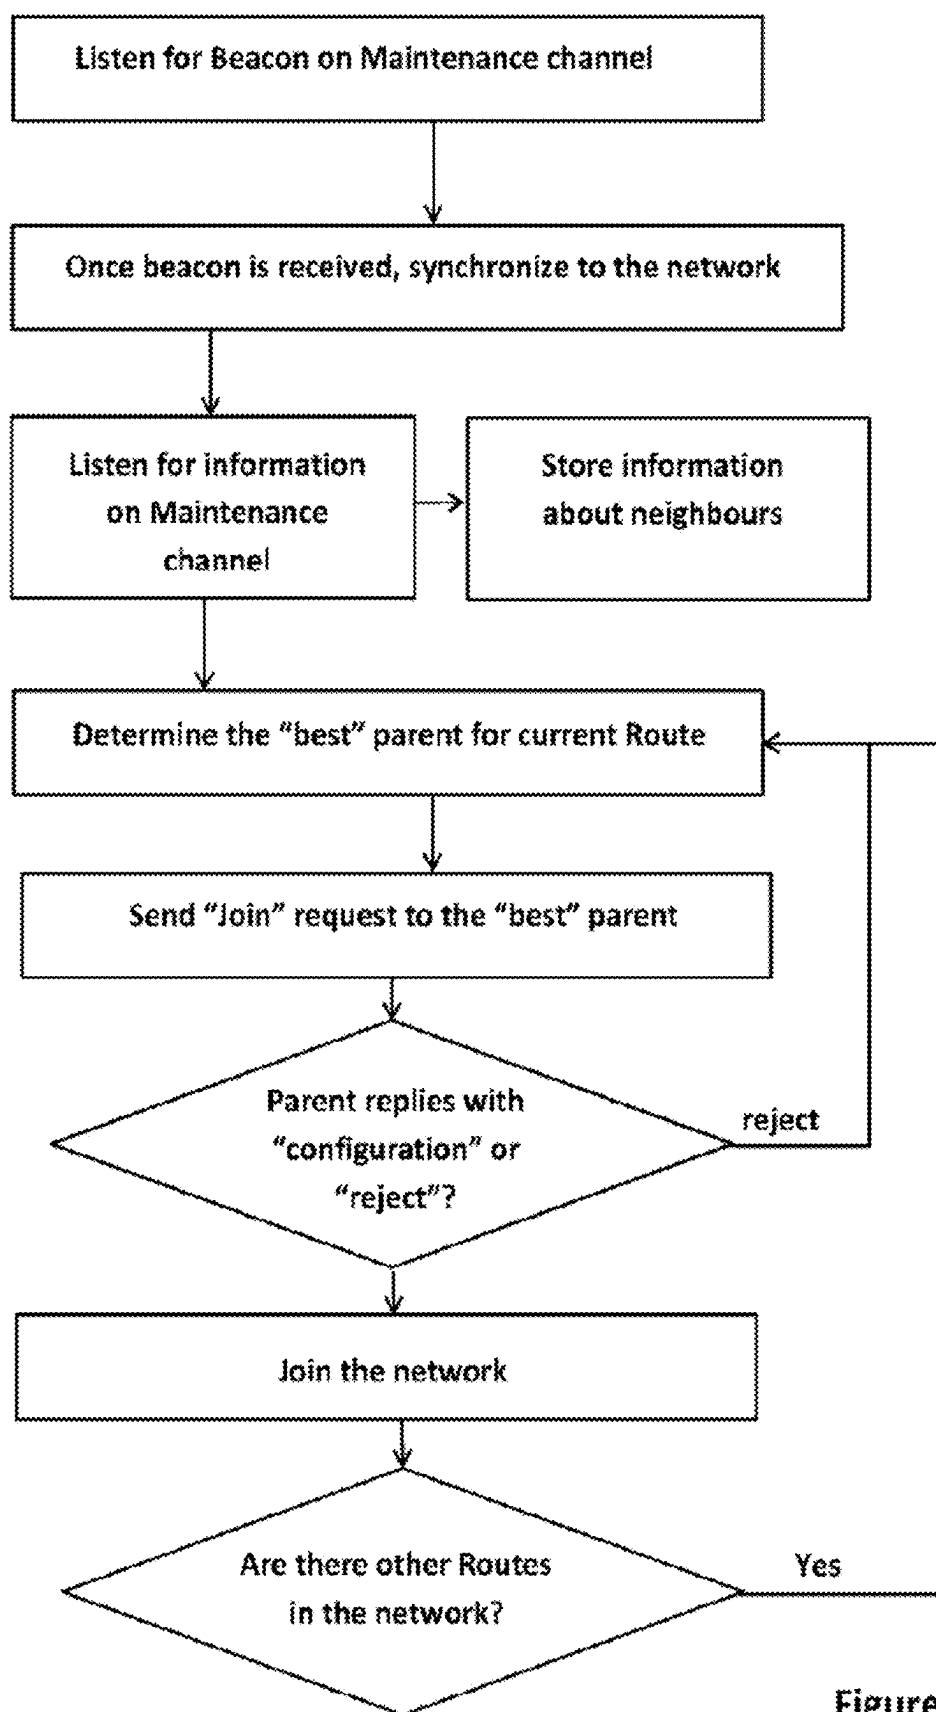 Listen for Beacon on Maintenance channel
Once beacon is received, synchronize to the network
Listen for information
on Maintenance
channel
Store information
about neighbours
Determine the “best” parent for current Route
Send “Join” request to the “best” parent
Parent replies with
“configuration” or
“reject”?
reject
Join the network
Are there other Routes
in the network?
Yes
Figure